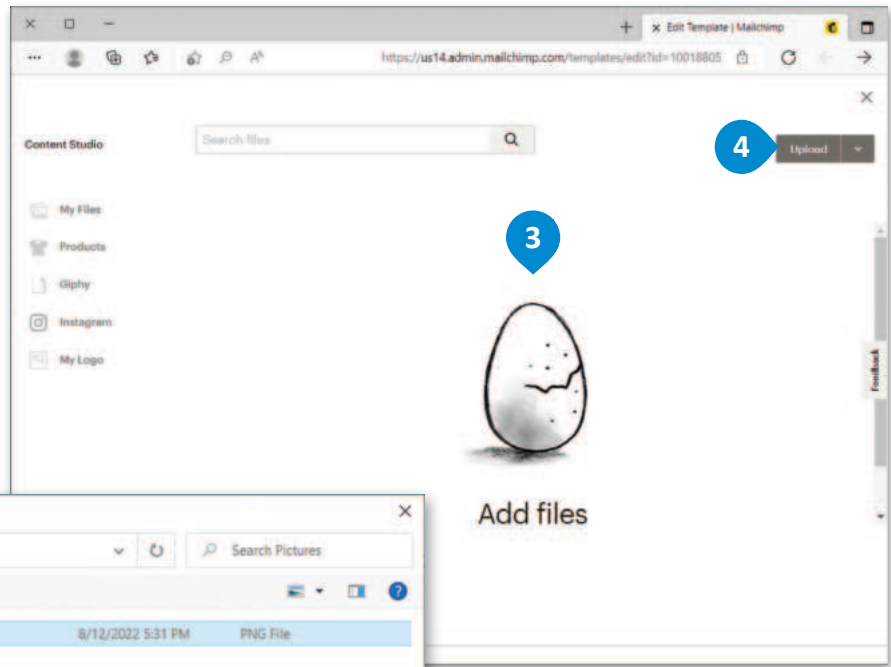 Edit Template | Mailchimp
https://us14.admin.mailchimp.com/templates/edit?id=10018805
Content Studio
Search files
4
Upload
My Files
Products
Giphy
Instagram
My Logo
3
Feedback
Add files
Search Pictures
8/12/2022 5:31 PM PNG File